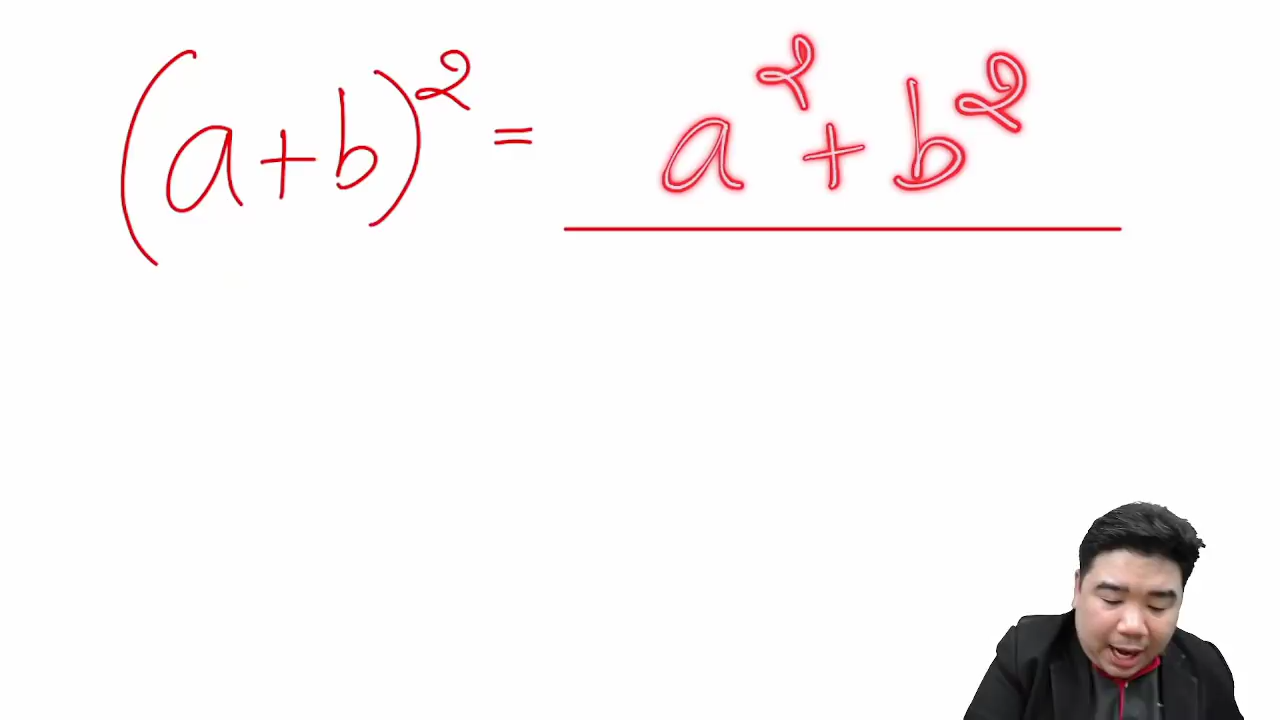 (a+b)² = a² + b²